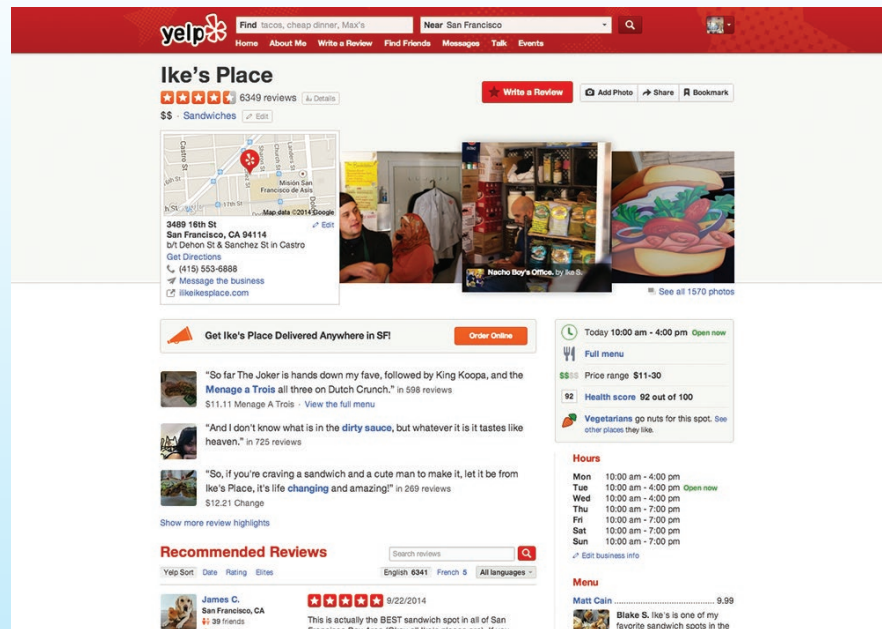 yelp
Find tacos, cheap dinner, Max's
Near San Francisco
Home About Me Write a Review Find Friends Messages Talk Events
Ike's Place
6349 reviews Details
$$ · Sandwiches Edit
Write a Review
Add Photo Share Bookmark
Castro St
Church St
Landers St
Misión San
Francisco de Asis
17th St
Map data ©2014 Google
3489 16th St Edit
San Francisco, CA 94114
b/t Dehon St & Sanchez St in Castro
Get Directions
(415) 553-6888
Message the business
ilikeikesplace.com
Nacho Boy's Office. by Ike S.
See all 1570 photos
Get Ike's Place Delivered Anywhere in SF! Order Online
"So far The Joker is hands down my fave, followed by King Koopa, and the
Menage a Trois all three on Dutch Crunch." in 598 reviews
$11.11 Menage A Trois · View the full menu
"And I don't know what is in the dirty sauce, but whatever it is it tastes like
heaven." in 725 reviews
"So, if you're craving a sandwich and a cute man to make it, let it be from
Ike's Place, it's life changing and amazing!" in 269 reviews
$12.21 Change
Show more review highlights
Recommended Reviews
Search reviews
Yelp Sort Date Rating Elites
English 6341 French 5 All languages
James C.
San Francisco, CA
39 friends
9/22/2014
This is actually the BEST sandwich spot in all of San
Today 10:00 am - 4:00 pm Open now
Full menu
$$$$ Price range $11-30
92 Health score 92 out of 100
Vegetarians go nuts for this spot. See
other places they like.
Hours
Mon 10:00 am - 4:00 pm
Tue 10:00 am - 4:00 pm Open now
Wed 10:00 am - 4:00 pm
Thu 10:00 am - 7:00 pm
Fri 10:00 am - 7:00 pm
Sat 10:00 am - 7:00 pm
Sun 10:00 am - 7:00 pm
Edit business info
Menu
Matt Cain 9.99
Blake S. Ike's is one of my
favorite sandwich spots in the